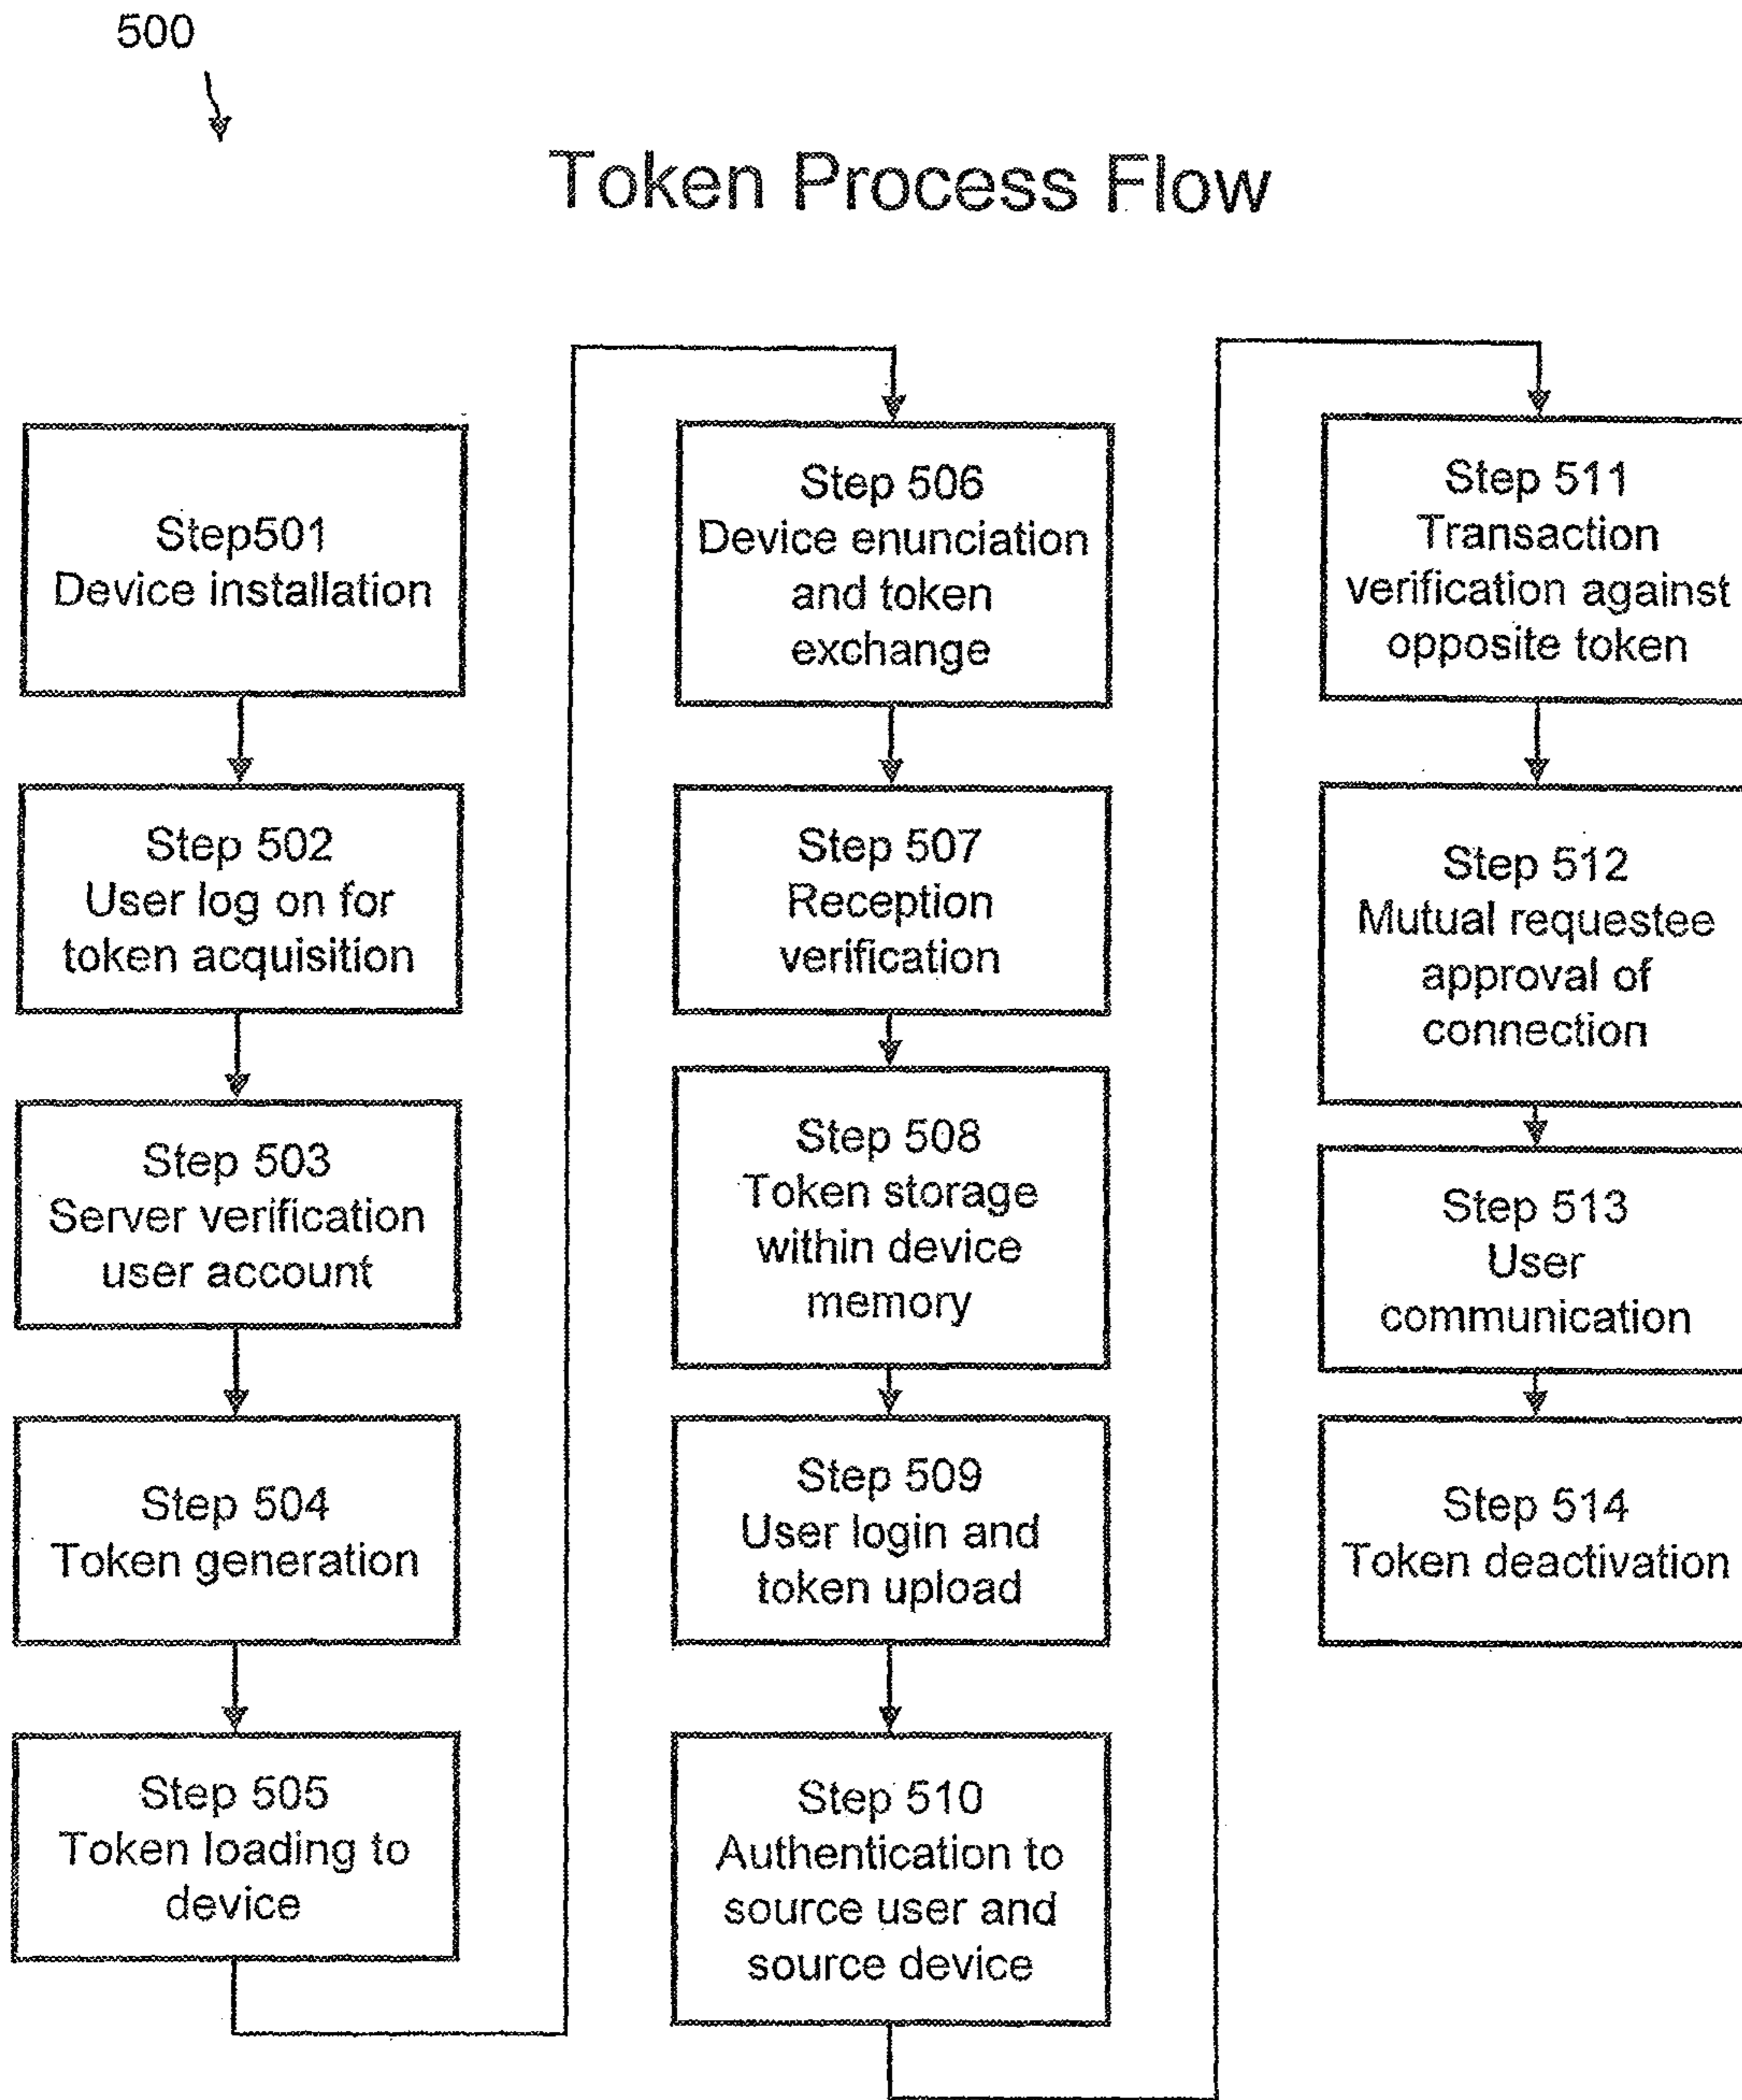 500
Token Process Flow
Step501
Device installation
Step 502
User log on for
token acquisition
Step 503
Server verification
user account
Step 504
Token generation
Step 505
Token loading to
device
Step 506
Device enunciation
and token
exchange
Step 507
Reception
verification
Step 508
Token storage
within device
memory
Step 509
User login and
token upload
Step 510
Authentication to
source user and
source device
Step 511
Transaction
verification against
opposite token
Step 512
Mutual requestee
approval of
connection
Step 513
User
communication
Step 514
Token deactivation